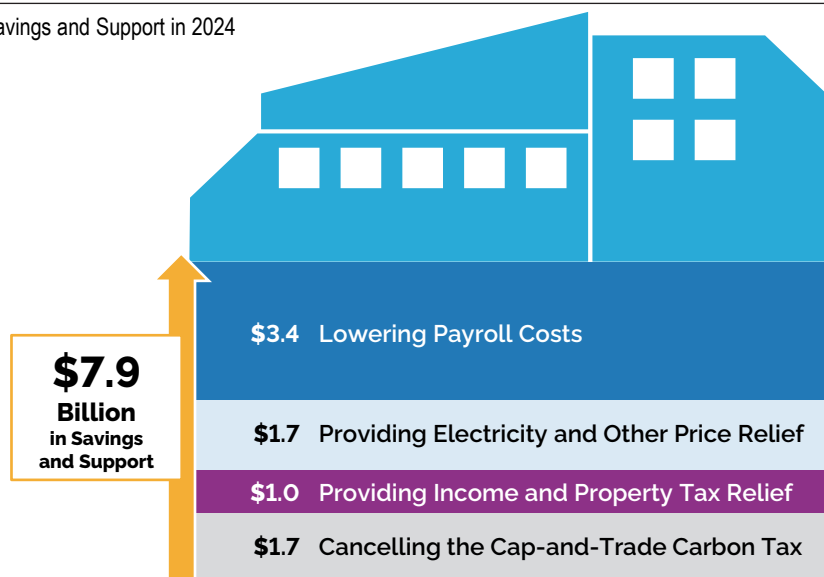 avings and Support in 2024
$3.4 Lowering Payroll Costs
$7.9
Billion
in Savings
and Support
$1.7 Providing Electricity and Other Price Relief
$1.0 Providing Income and Property Tax Relief
$1.7 Cancelling the Cap-and-Trade Carbon Tax